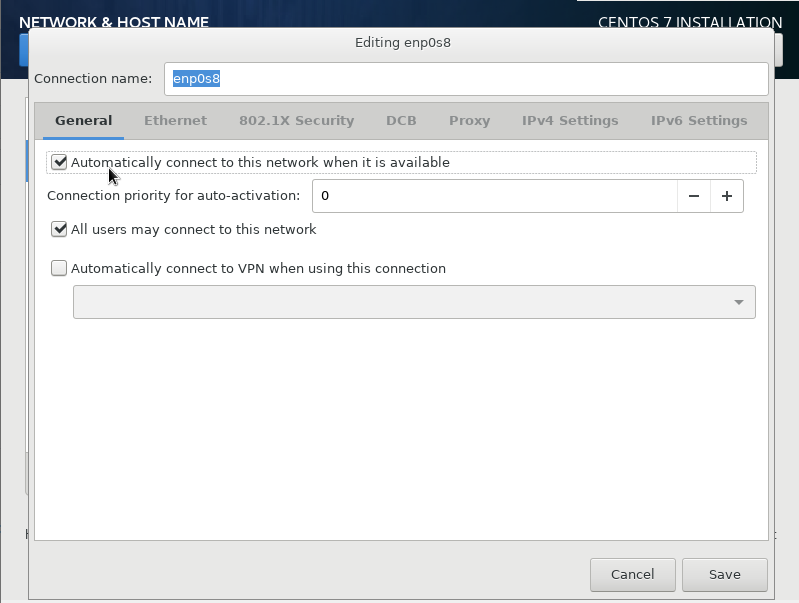 NETWORK & HOST NAME
CENTOS 7 INSTALLATION
Editing enp0s8
Connection name: enp0s8
General Ethernet 802.1X Security DCB Proxy IPv4 Settings IPv6 Settings
Automatically connect to this network when it is available
Connection priority for auto-activation: 0 − +
All users may connect to this network
Automatically connect to VPN when using this connection
Cancel Save